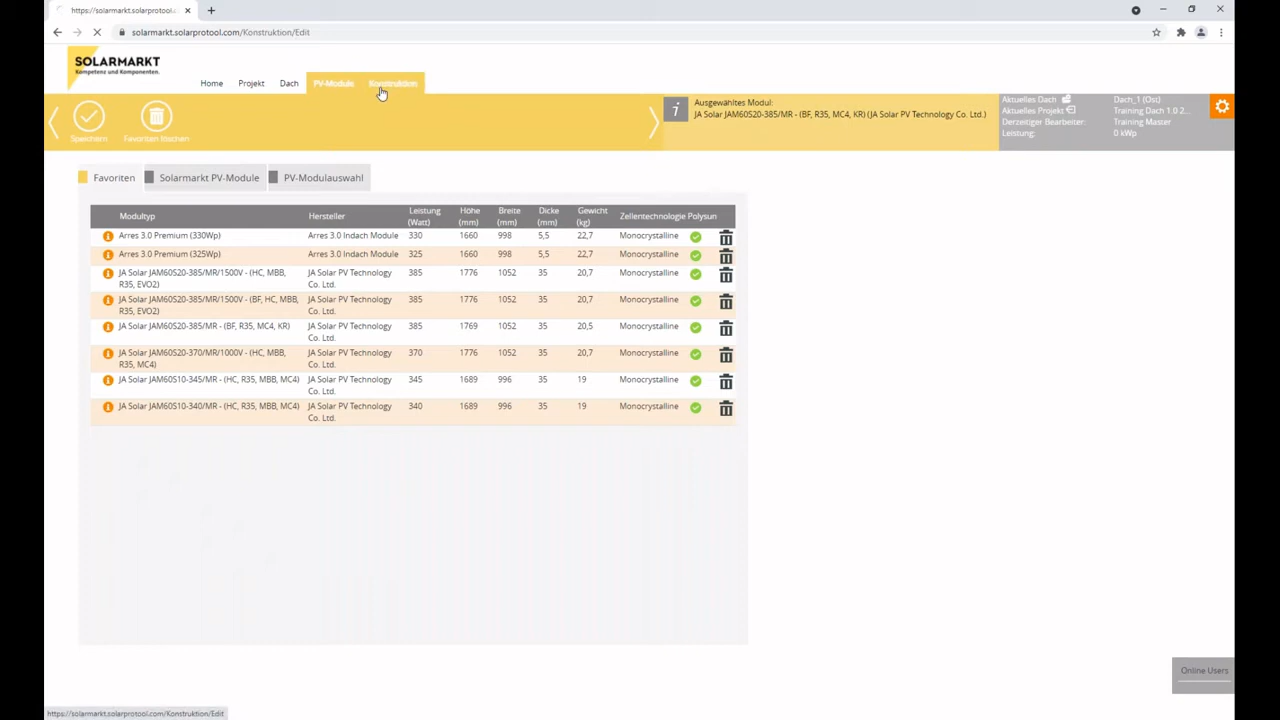 https://solarmarkt.solarprotool.c
solarmarkt.solarprotool.com/Konstruktion/Edit
SOLARMARKT
Kompetenz und Komponenten.
Home Projekt Dach PV-Module Konstruktion
Speichern Favoriten löschen
Ausgewähltes Modul:
JA Solar JAM60S20-385/MR - (BF, R35, MC4, KR) (JA Solar PV Technology Co. Ltd.)
Aktuelles Dach Dach_1 (Ost)
Aktuelles Projekt Training Dach 1.0 2...
Derzeitiger Bearbeiter: Training Master
Leistung: 0 kWp
Favoriten Solarmarkt PV-Module PV-Modulauswahl
Modultyp Hersteller Leistung (Watt) Höhe (mm) Breite (mm) Dicke (mm) Gewicht (kg) Zellentechnologie Polysun
Arres 3.0 Premium (330Wp) Arres 3.0 Indach Module 330 1660 998 5,5 22,7 Monocrystalline
Arres 3.0 Premium (325Wp) Arres 3.0 Indach Module 325 1660 998 5,5 22,7 Monocrystalline
JA Solar JAM60S20-385/MR/1500V - (HC, MBB, R35, EVO2) JA Solar PV Technology Co. Ltd. 385 1776 1052 35 20,7 Monocrystalline
JA Solar JAM60S20-385/MR/1500V - (BF, HC, MBB, R35, EVO2) JA Solar PV Technology Co. Ltd. 385 1776 1052 35 20,7 Monocrystalline
JA Solar JAM60S20-385/MR - (BF, R35, MC4, KR) JA Solar PV Technology Co. Ltd. 385 1769 1052 35 20,5 Monocrystalline
JA Solar JAM60S20-370/MR/1000V - (HC, MBB, R35, MC4) JA Solar PV Technology Co. Ltd. 370 1776 1052 35 20,7 Monocrystalline
JA Solar JAM60S10-345/MR - (HC, R35, MBB, MC4) JA Solar PV Technology Co. Ltd. 345 1689 996 35 19 Monocrystalline
JA Solar JAM60S10-340/MR - (HC, R35, MBB, MC4) JA Solar PV Technology Co. Ltd. 340 1689 996 35 19 Monocrystalline
Online Users
https://solarmarkt.solarprotool.com/Konstruktion/Edit